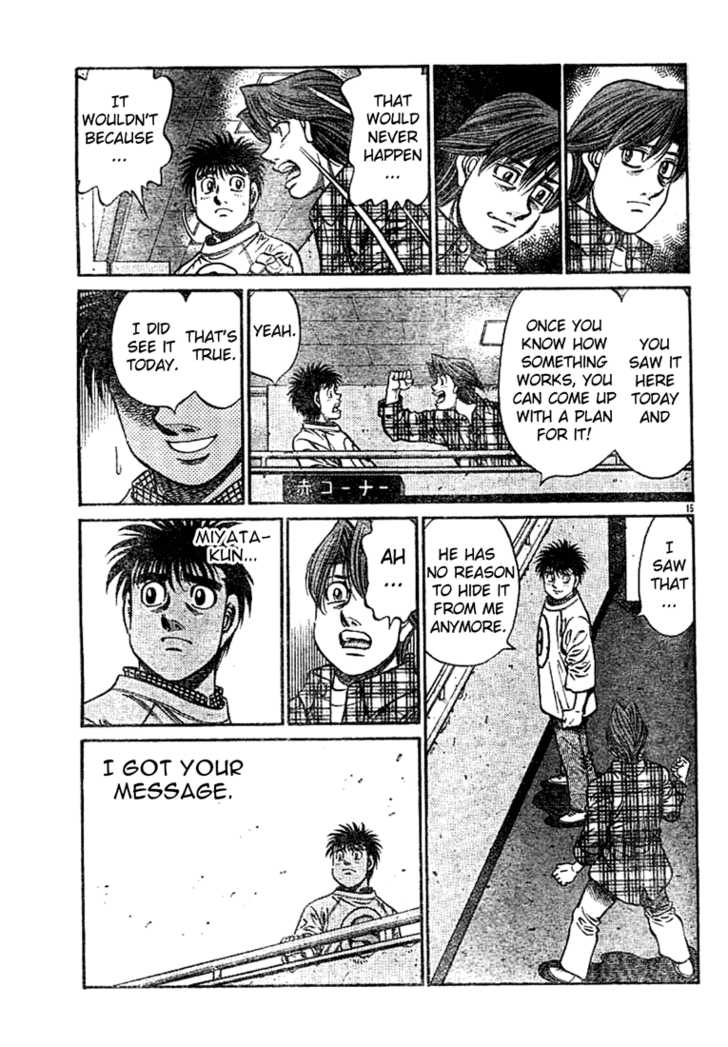 THAT
WOULD
NEVER
HAPPEN
...
IT
WOULDN'T
BECAUSE
...
YOU
SAW IT
HERE
TODAY
AND
ONCE YOU
KNOW HOW
SOMETHING
WORKS, YOU
CAN COME UP
WITH A PLAN
FOR IT!
YEAH.
赤コーナー
THAT'S
TRUE.
I DID
SEE IT
TODAY.
15
I
SAW
THAT
...
HE HAS
NO REASON
TO HIDE IT
FROM ME
ANYMORE.
AH
...
MIYATA-
KUN...
I GOT YOUR
MESSAGE.